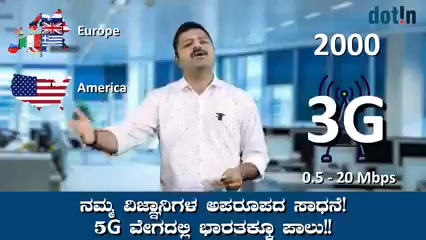 dot!n
Europe
America
2000
3G
0.5 - 20 Mbps
ನಮ್ಮ ವಿಜ್ಞಾನಿಗಳ ಅಪರೂಪದ ಸಾಧನೆ!
5G ವೇಗದಲ್ಲಿ ಭಾರತಕ್ಕೂ ಪಾಲು!!